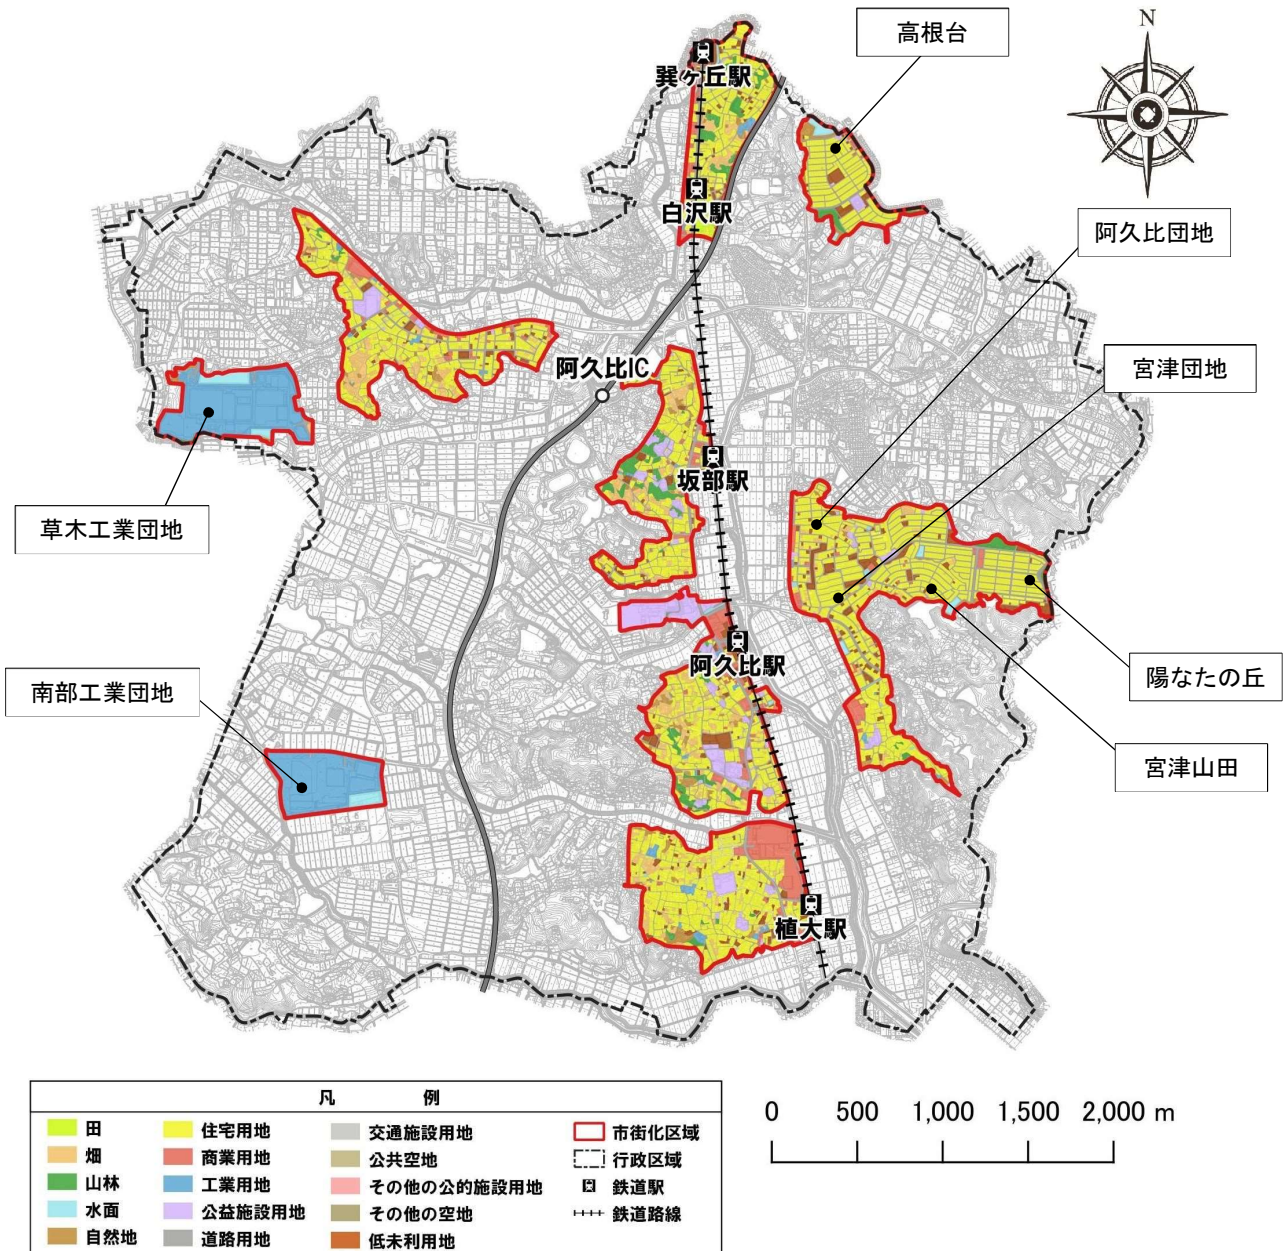 N
高根台
巽ヶ丘駅
白沢駅
阿久比団地
阿久比IC
宮津団地
坂部駅
草木工業団地
阿久比駅
陽なたの丘
南部工業団地
宮津山田
植大駅
凡 例
田
畑
山林
水面
自然地
住宅用地
商業用地
工業用地
公益施設用地
道路用地
交通施設用地
公共空地
その他の公的施設用地
その他の空地
低未利用地
市街化区域
行政区域
鉄道駅
鉄道路線
0 500 1,000 1,500 2,000 m